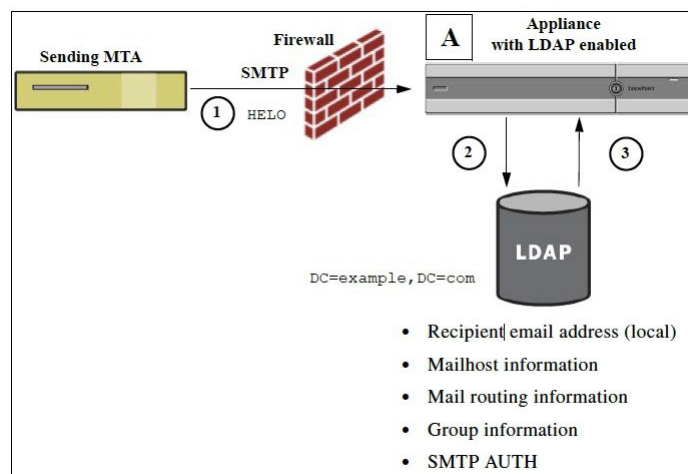 Sending MTA
Firewall
SMTP
1
HELO
A
Appliance
with LDAP enabled
2
3
LDAP
DC=example,DC=com
• Recipient email address (local)
• Mailhost information
• Mail routing information
• Group information
• SMTP AUTH